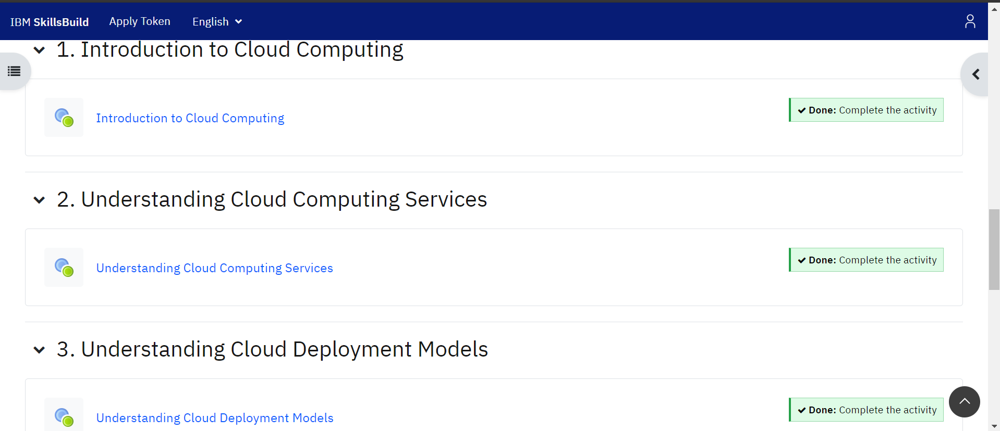 IBM SkillsBuild Apply Token English
1. Introduction to Cloud Computing
Introduction to Cloud Computing
Done: Complete the activity
2. Understanding Cloud Computing Services
Understanding Cloud Computing Services
Done: Complete the activity
3. Understanding Cloud Deployment Models
Understanding Cloud Deployment Models
Done: Complete the activity